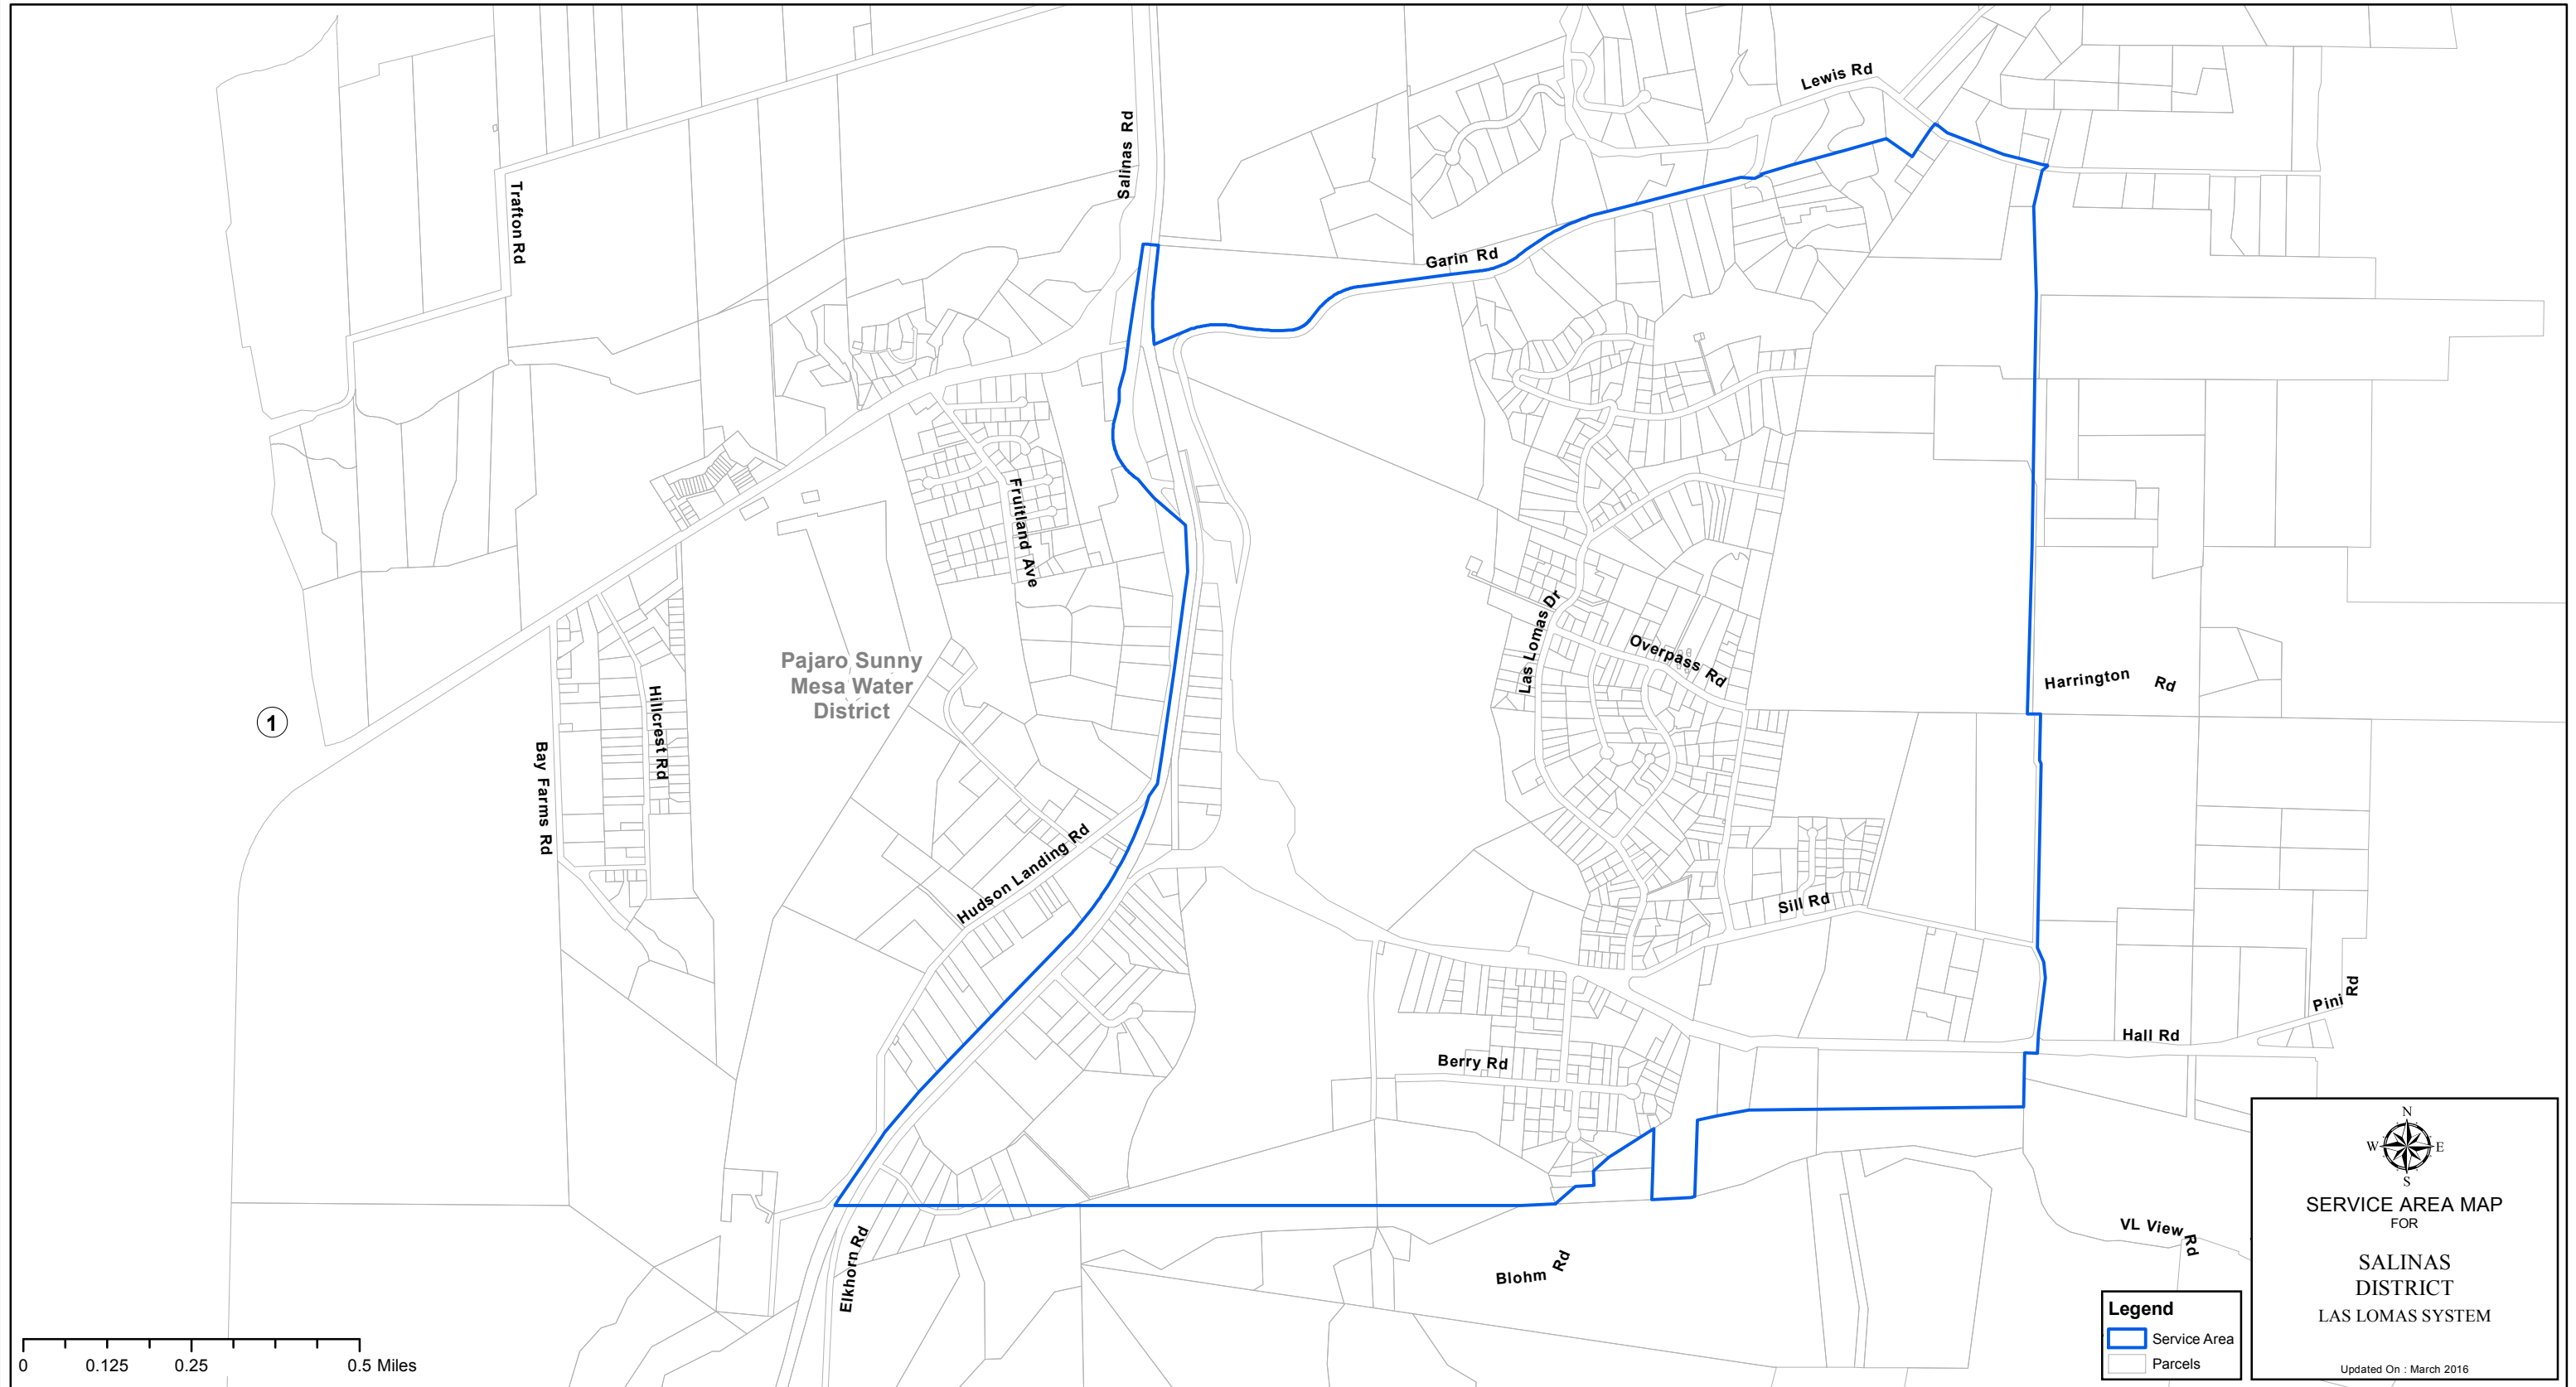 Lewis Rd
Salinas Rd
Trafton Rd
Garin Rd
Fruitland Ave
Las Lomas Dr
Overpass Rd
Pajaro Sunny
Mesa Water
District
Harrington Rd
Hillcrest Rd
1
Bay Farms Rd
Hudson Landing Rd
Sill Rd
Pini Rd
Hall Rd
Berry Rd
VL View Rd
Elkhorn Rd
Blohm Rd
N
W E
S
SERVICE AREA MAP
FOR
SALINAS
DISTRICT
LAS LOMAS SYSTEM
Updated On : March 2016
Legend
Service Area
Parcels
0 0.125 0.25 0.5 Miles